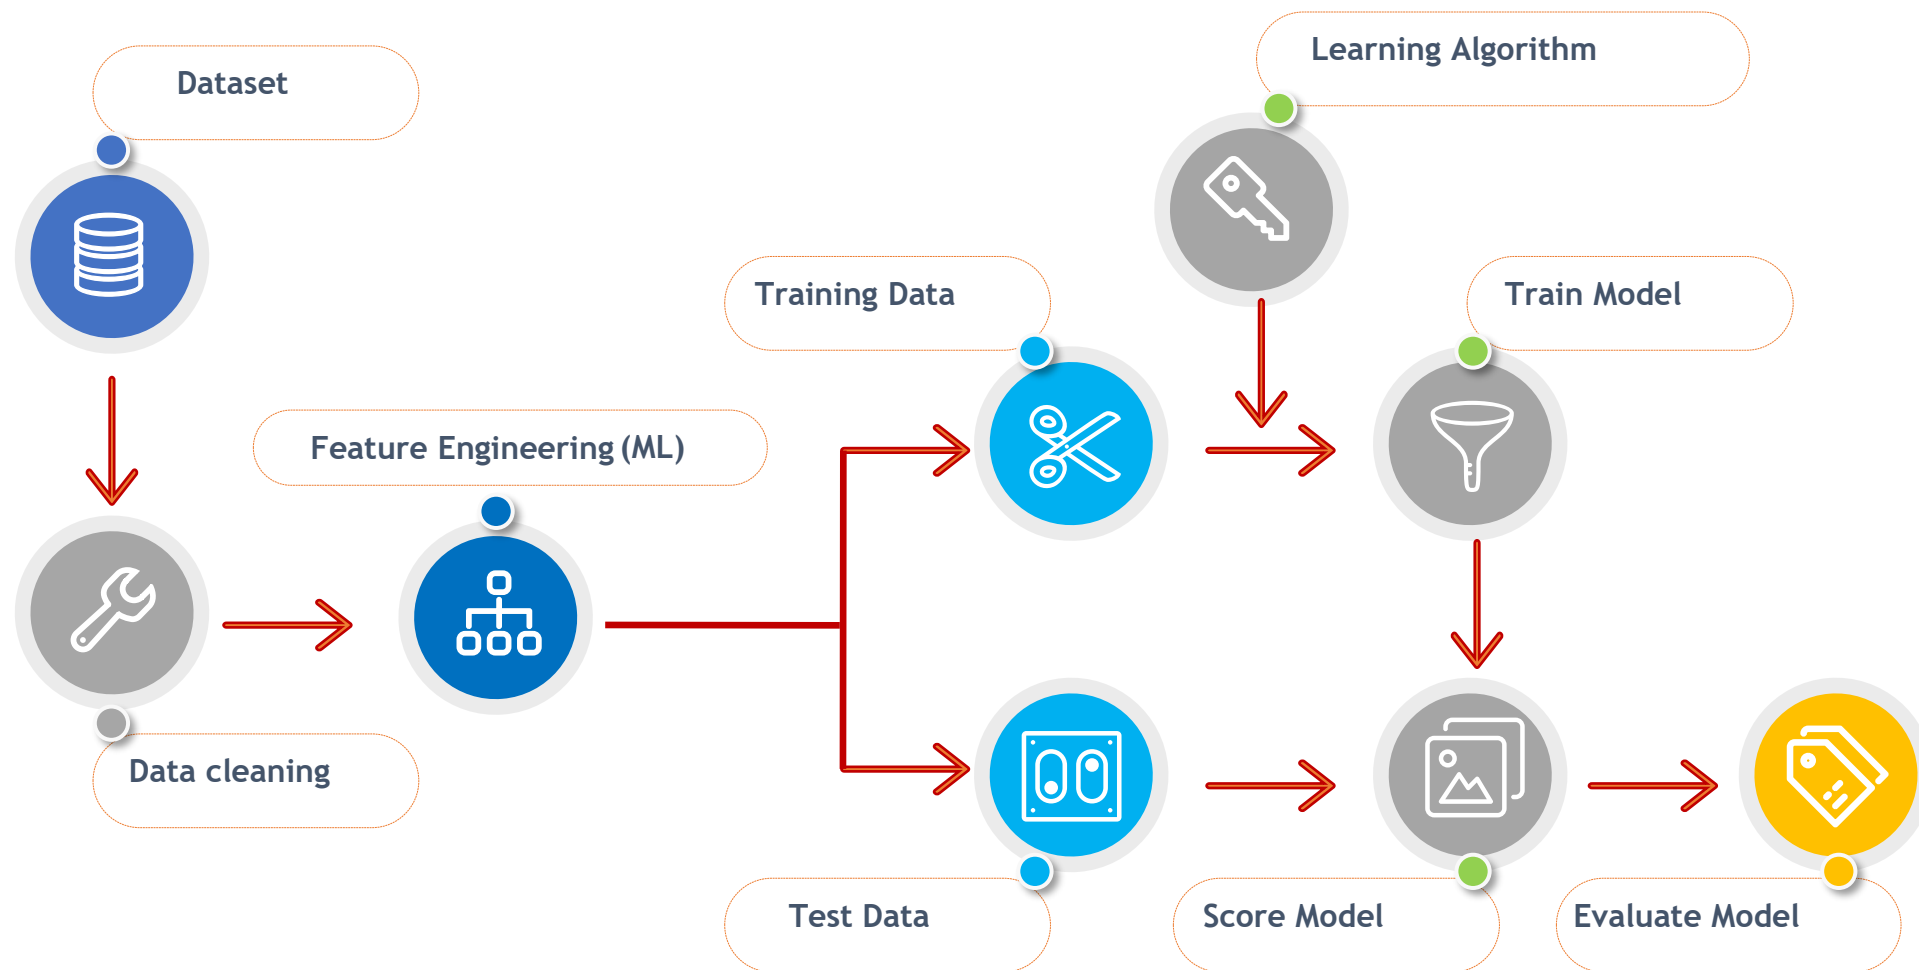 Dataset
Learning Algorithm
Training Data
Train Model
Feature Engineering (ML)
Data cleaning
Test Data
Score Model
Evaluate Model